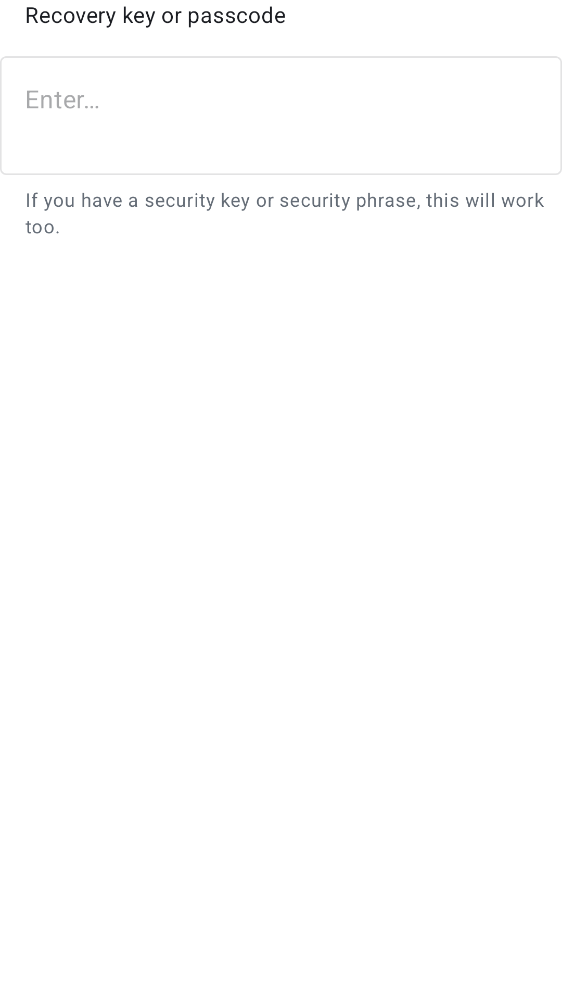 Recovery key or passcode
Enter…
If you have a security key or security phrase, this will work
too.